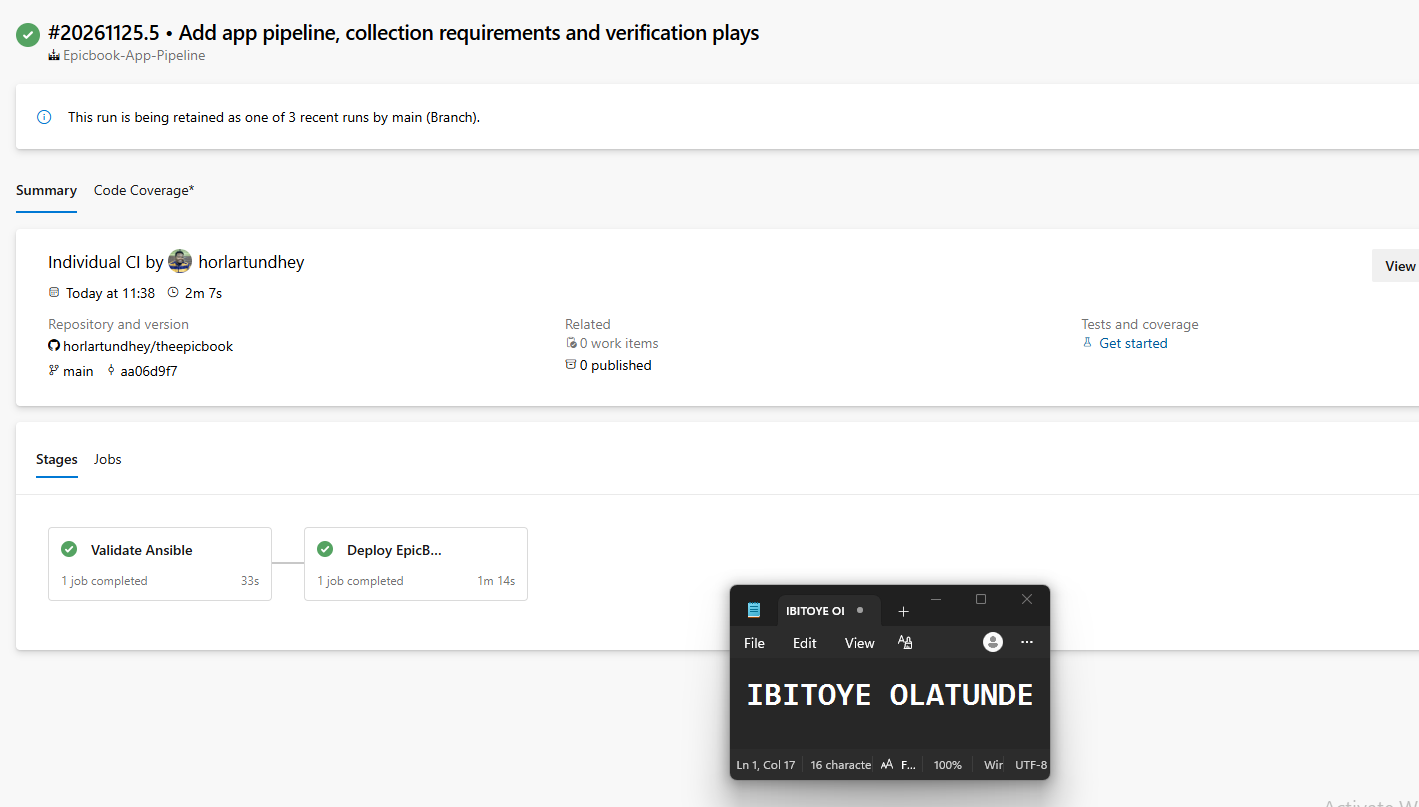 #20261125.5 • Add app pipeline, collection requirements and verification plays
Epicbook-App-Pipeline
This run is being retained as one of 3 recent runs by main (Branch).
Summary Code Coverage*
Individual CI by horlartundhey
View
Today at 11:38 2m 7s
Repository and version
horlartundhey/theepicbook
main aa06d9f7
Related
0 work items
0 published
Tests and coverage
Get started
Stages Jobs
Validate Ansible
1 job completed 33s
Deploy EpicB...
1 job completed 1m 14s
IBITOYE Ol
File Edit View
IBITOYE OLATUNDE
Ln 1, Col 17 16 characte F... 100% Wir UTF-8